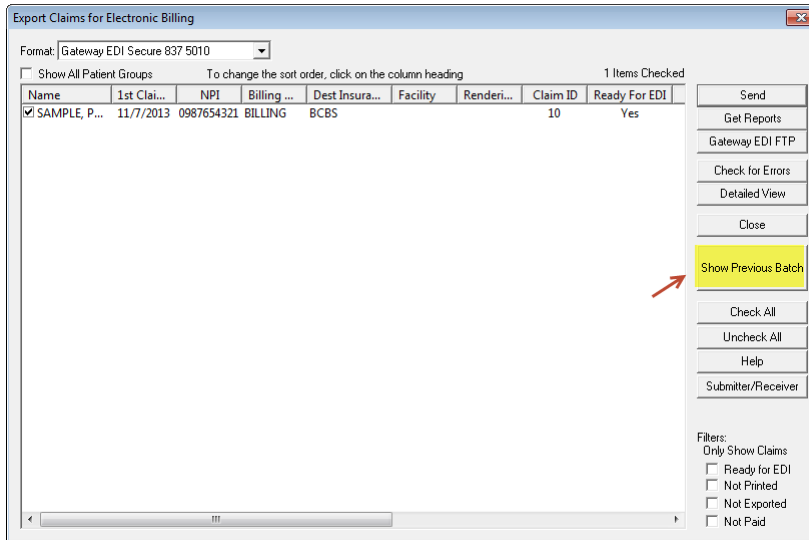 Export Claims for Electronic Billing
Format: Gateway EDI Secure 837 5010
Show All Patient Groups To change the sort order, click on the column heading 1 Items Checked
Name 1st Clai... NPI Billing ... Dest Insura... Facility Renderi... Claim ID Ready For EDI
SAMPLE, P... 11/7/2013 0987654321 BILLING BCBS 10 Yes
Send
Get Reports
Gateway EDI FTP
Check for Errors
Detailed View
Close
Show Previous Batch
Check All
Uncheck All
Help
Submitter/Receiver
Filters:
Only Show Claims
Ready for EDI
Not Printed
Not Exported
Not Paid